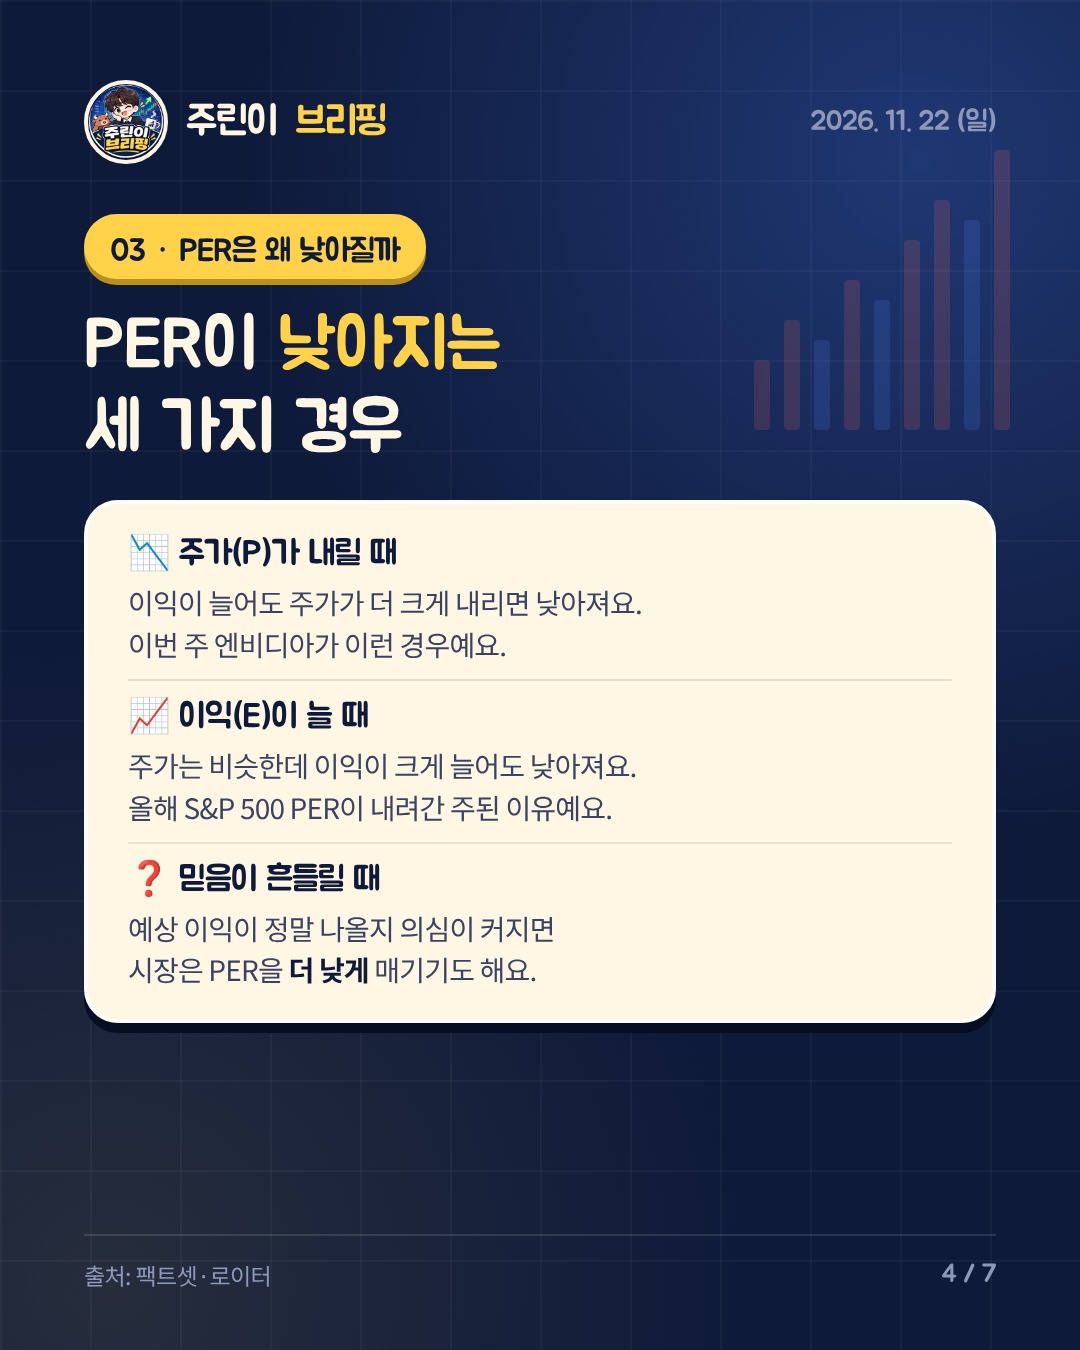 주린이 브리핑
주린이 브리핑
2026. 11. 22 (일)
03 · PER은 왜 낮아질까
PER이 낮아지는
세 가지 경우
주가(P)가 내릴 때
이익이 늘어도 주가가 더 크게 내리면 낮아져요.
이번 주 엔비디아가 이런 경우예요.
이익(E)이 늘 때
주가는 비슷한데 이익이 크게 늘어도 낮아져요.
올해 S&P 500 PER이 내려간 주된 이유예요.
❓ 믿음이 흔들릴 때
예상 이익이 정말 나올지 의심이 커지면
시장은 PER을 더 낮게 매기기도 해요.
출처: 팩트셋·로이터
4 / 7